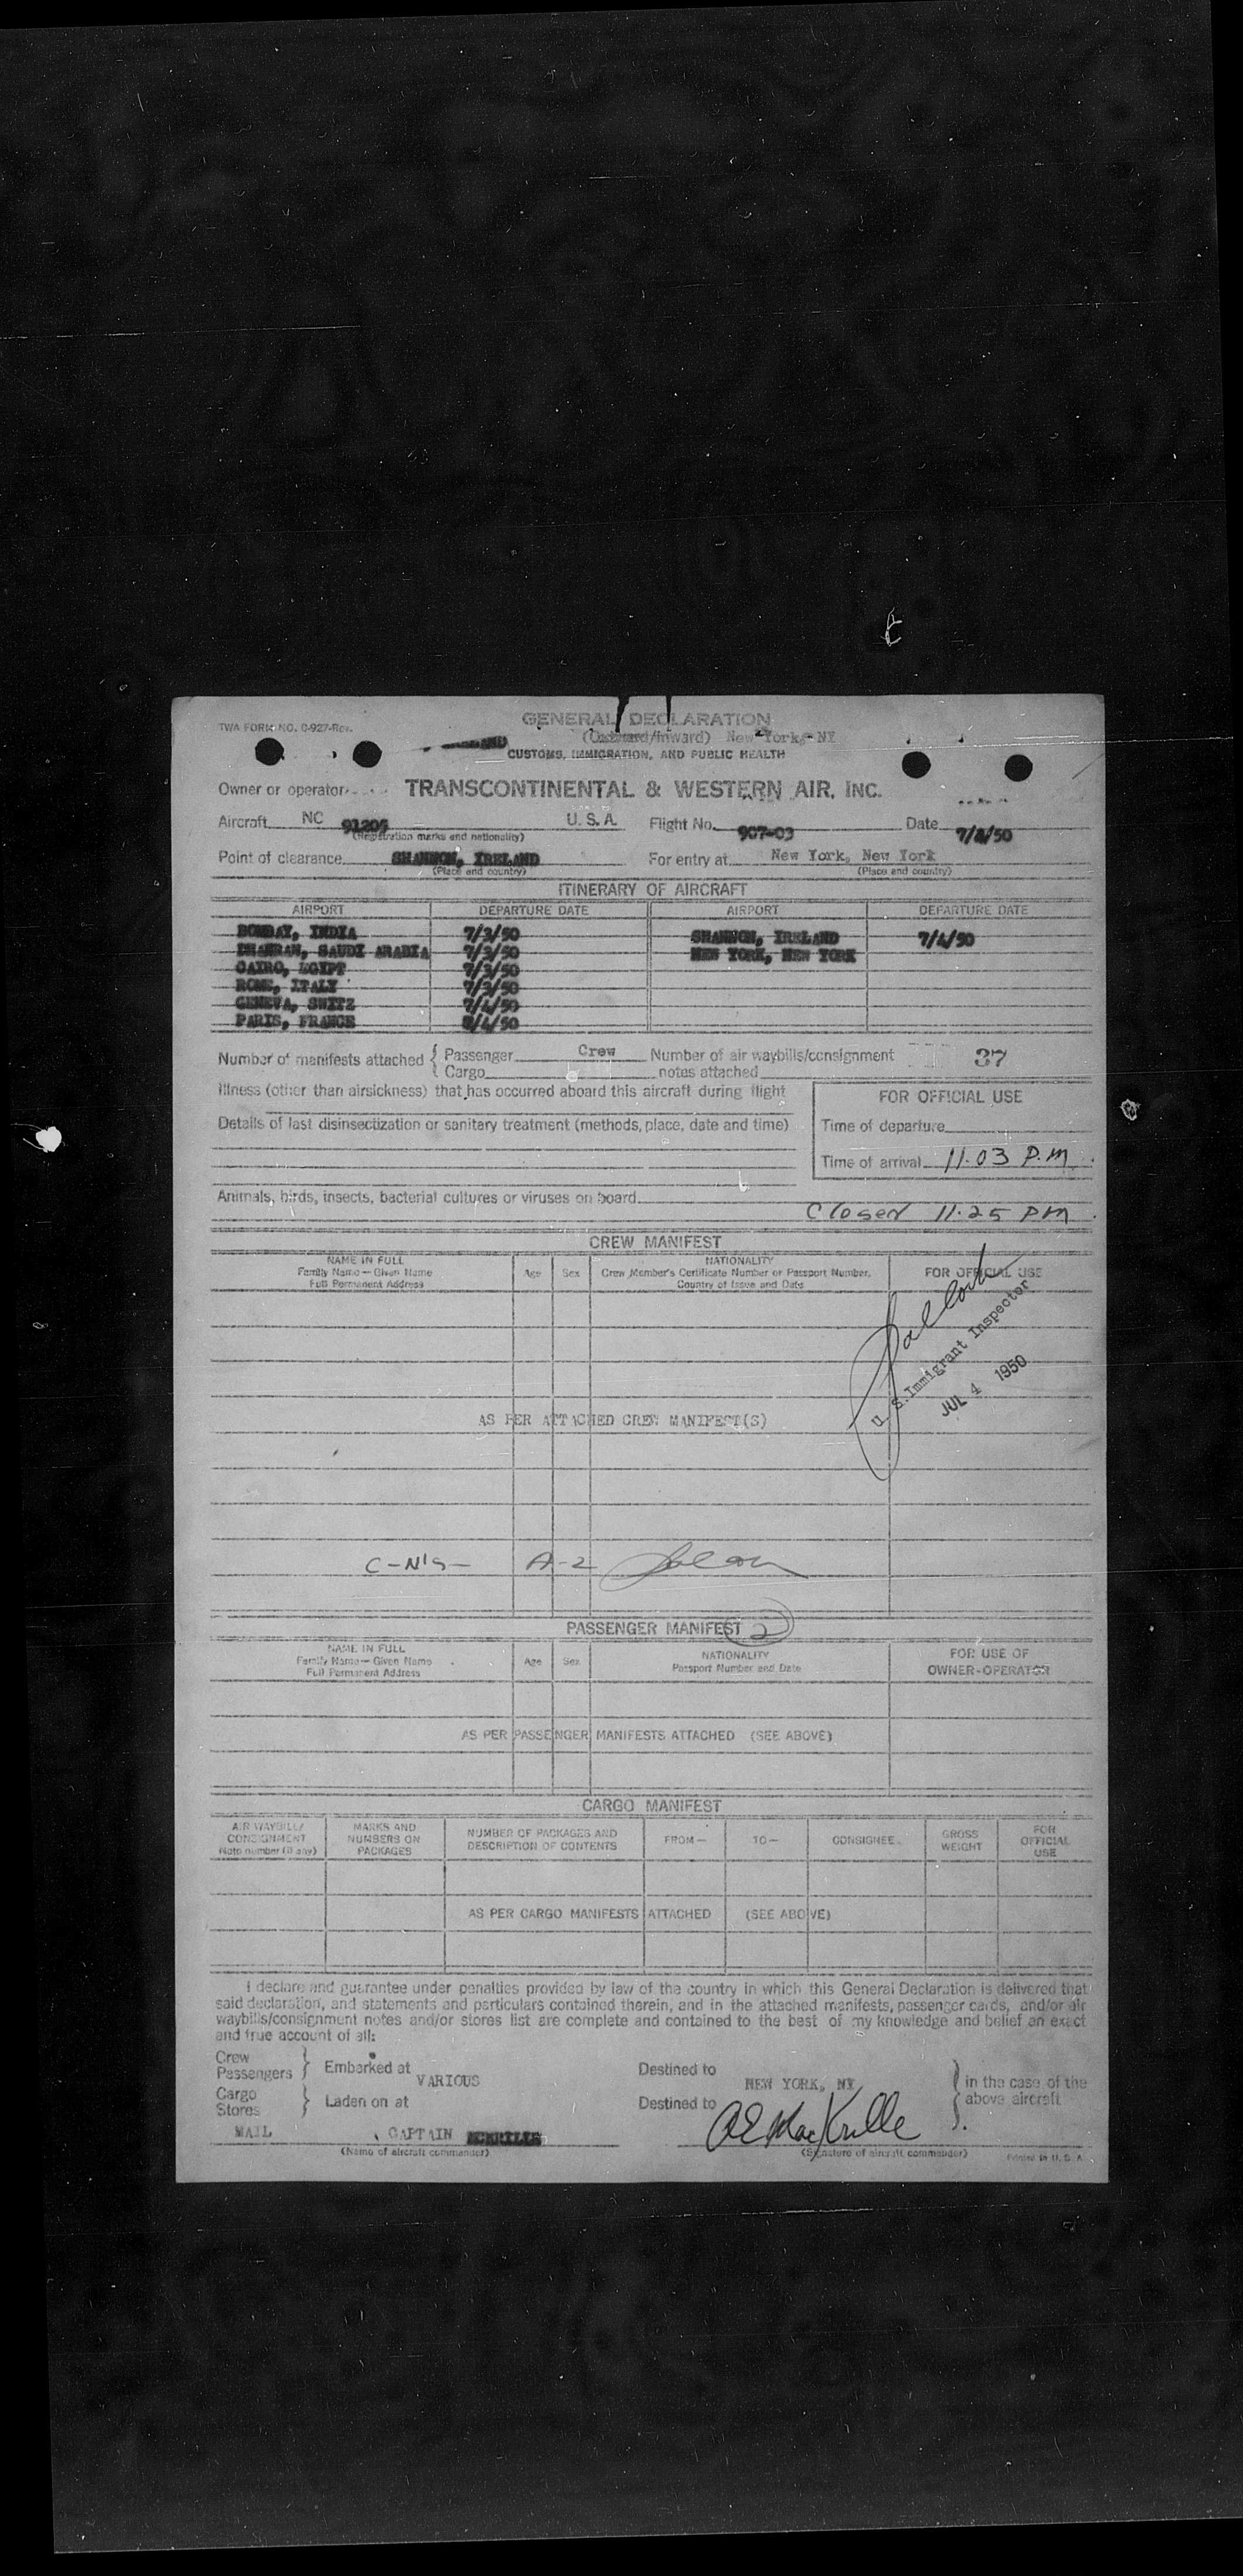 TWA FORM NO. C-927-Rev.
GENERAL DECLARATION
(Outward/Inward) New York, NY
CUSTOMS, IMMIGRATION, AND PUBLIC HEALTH
Owner or operator TRANSCONTINENTAL & WESTERN AIR, INC.
Aircraft NC 91205 U.S.A. Flight No. 907-03 Date 7/4/50
(Registration marks and nationality)
Point of clearance SHANNON, IRELAND For entry at New York, New York
(Place and country) (Place and country)
ITINERARY OF AIRCRAFT
AIRPORT DEPARTURE DATE AIRPORT DEPARTURE DATE
BOMBAY, INDIA 7/3/50 SHANNON, IRELAND 7/4/50
DHAHRAN, SAUDI ARABIA 7/3/50 NEW YORK, NEW YORK
CAIRO, EGYPT 7/3/50
ROME, ITALY 7/3/50
GENEVA, SWITZ 7/4/50
PARIS, FRANCE /4/50
Number of manifests attached { Passenger Crew Number of air waybills/consignment 37
Cargo notes attached
Illness (other than airsickness) that has occurred aboard this aircraft during flight
FOR OFFICIAL USE
Details of last disinsectization or sanitary treatment (methods, place, date and time)
Time of departure
Time of arrival 11.03 P.M.
Animals, birds, insects, bacterial cultures or viruses on board
Closed 11.25 PM.
CREW MANIFEST
NAME IN FULL
Family Name — Given Name
Full Permanent Address
Age Sex
NATIONALITY
Crew Member's Certificate Number or Passport Number,
Country of Issue and Date
FOR OFFICIAL USE
U. S. Immigrant Inspector
JUL 4 1950
AS PER ATTACHED CREW MANIFEST(S)
C-N's- A-2
PASSENGER MANIFEST 2
NAME IN FULL
Family Name — Given Name
Full Permanent Address
Age Sex
NATIONALITY
Passport Number and Date
FOR USE OF
OWNER-OPERATOR
AS PER PASSENGER MANIFESTS ATTACHED (SEE ABOVE)
CARGO MANIFEST
AIR WAYBILL/
CONSIGNMENT
Note number (if any)
MARKS AND
NUMBERS ON
PACKAGES
NUMBER OF PACKAGES AND
DESCRIPTION OF CONTENTS
FROM—
TO—
CONSIGNEE
GROSS
WEIGHT
FOR
OFFICIAL
USE
AS PER CARGO MANIFESTS ATTACHED (SEE ABOVE)
I declare and guarantee under penalties provided by law of the country in which this General Declaration is delivered that
said declaration, and statements and particulars contained therein, and in the attached manifests, passenger cards, and/or air
waybills/consignment notes and/or stores list are complete and contained to the best of my knowledge and belief an exact
and true account of all:
Crew
Passengers } Embarked at VARIOUS Destined to NEW YORK, NY } in the case of the
Cargo
Stores } Laden on at Destined to above aircraft.
MAIL CAPTAIN
(Name of aircraft commander) (Signature of aircraft commander)
Printed in U. S. A.